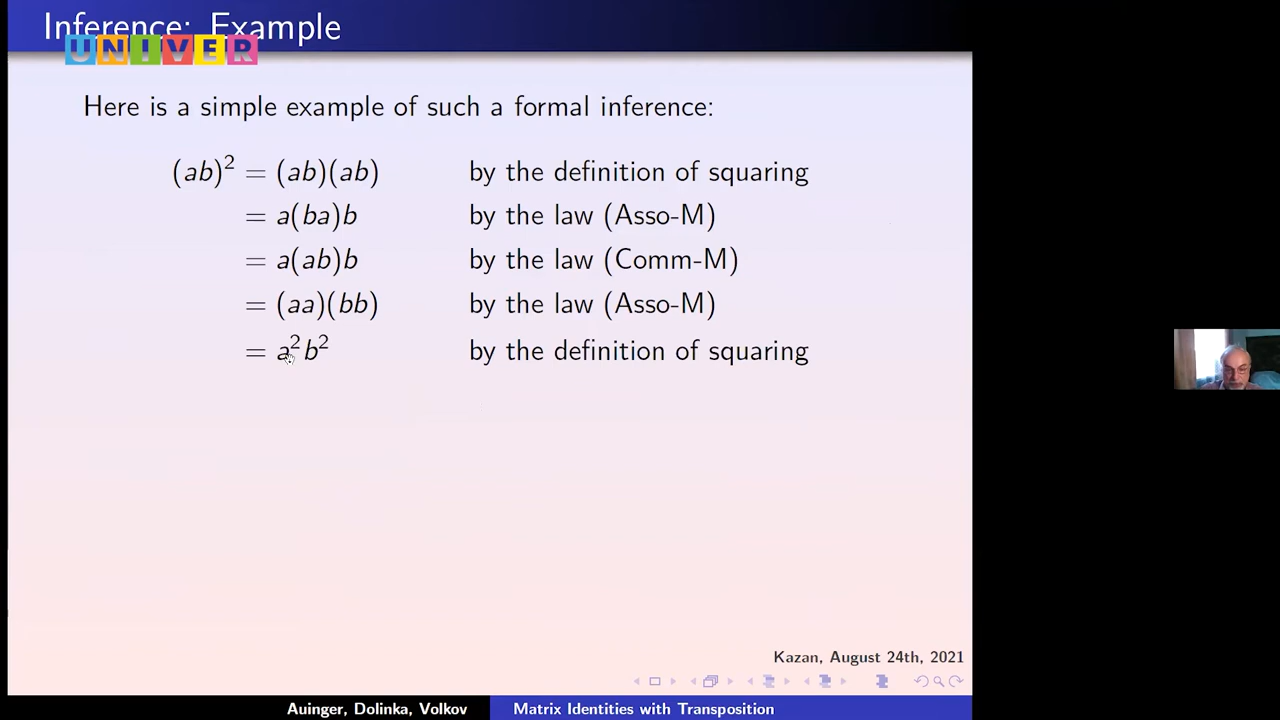 Inference: Example
UNIVER
Here is a simple example of such a formal inference:
(ab)² = (ab)(ab) by the definition of squaring
= a(ba)b by the law (Asso-M)
= a(ab)b by the law (Comm-M)
= (aa)(bb) by the law (Asso-M)
= a²b² by the definition of squaring
Kazan, August 24th, 2021
Auinger, Dolinka, Volkov Matrix Identities with Transposition